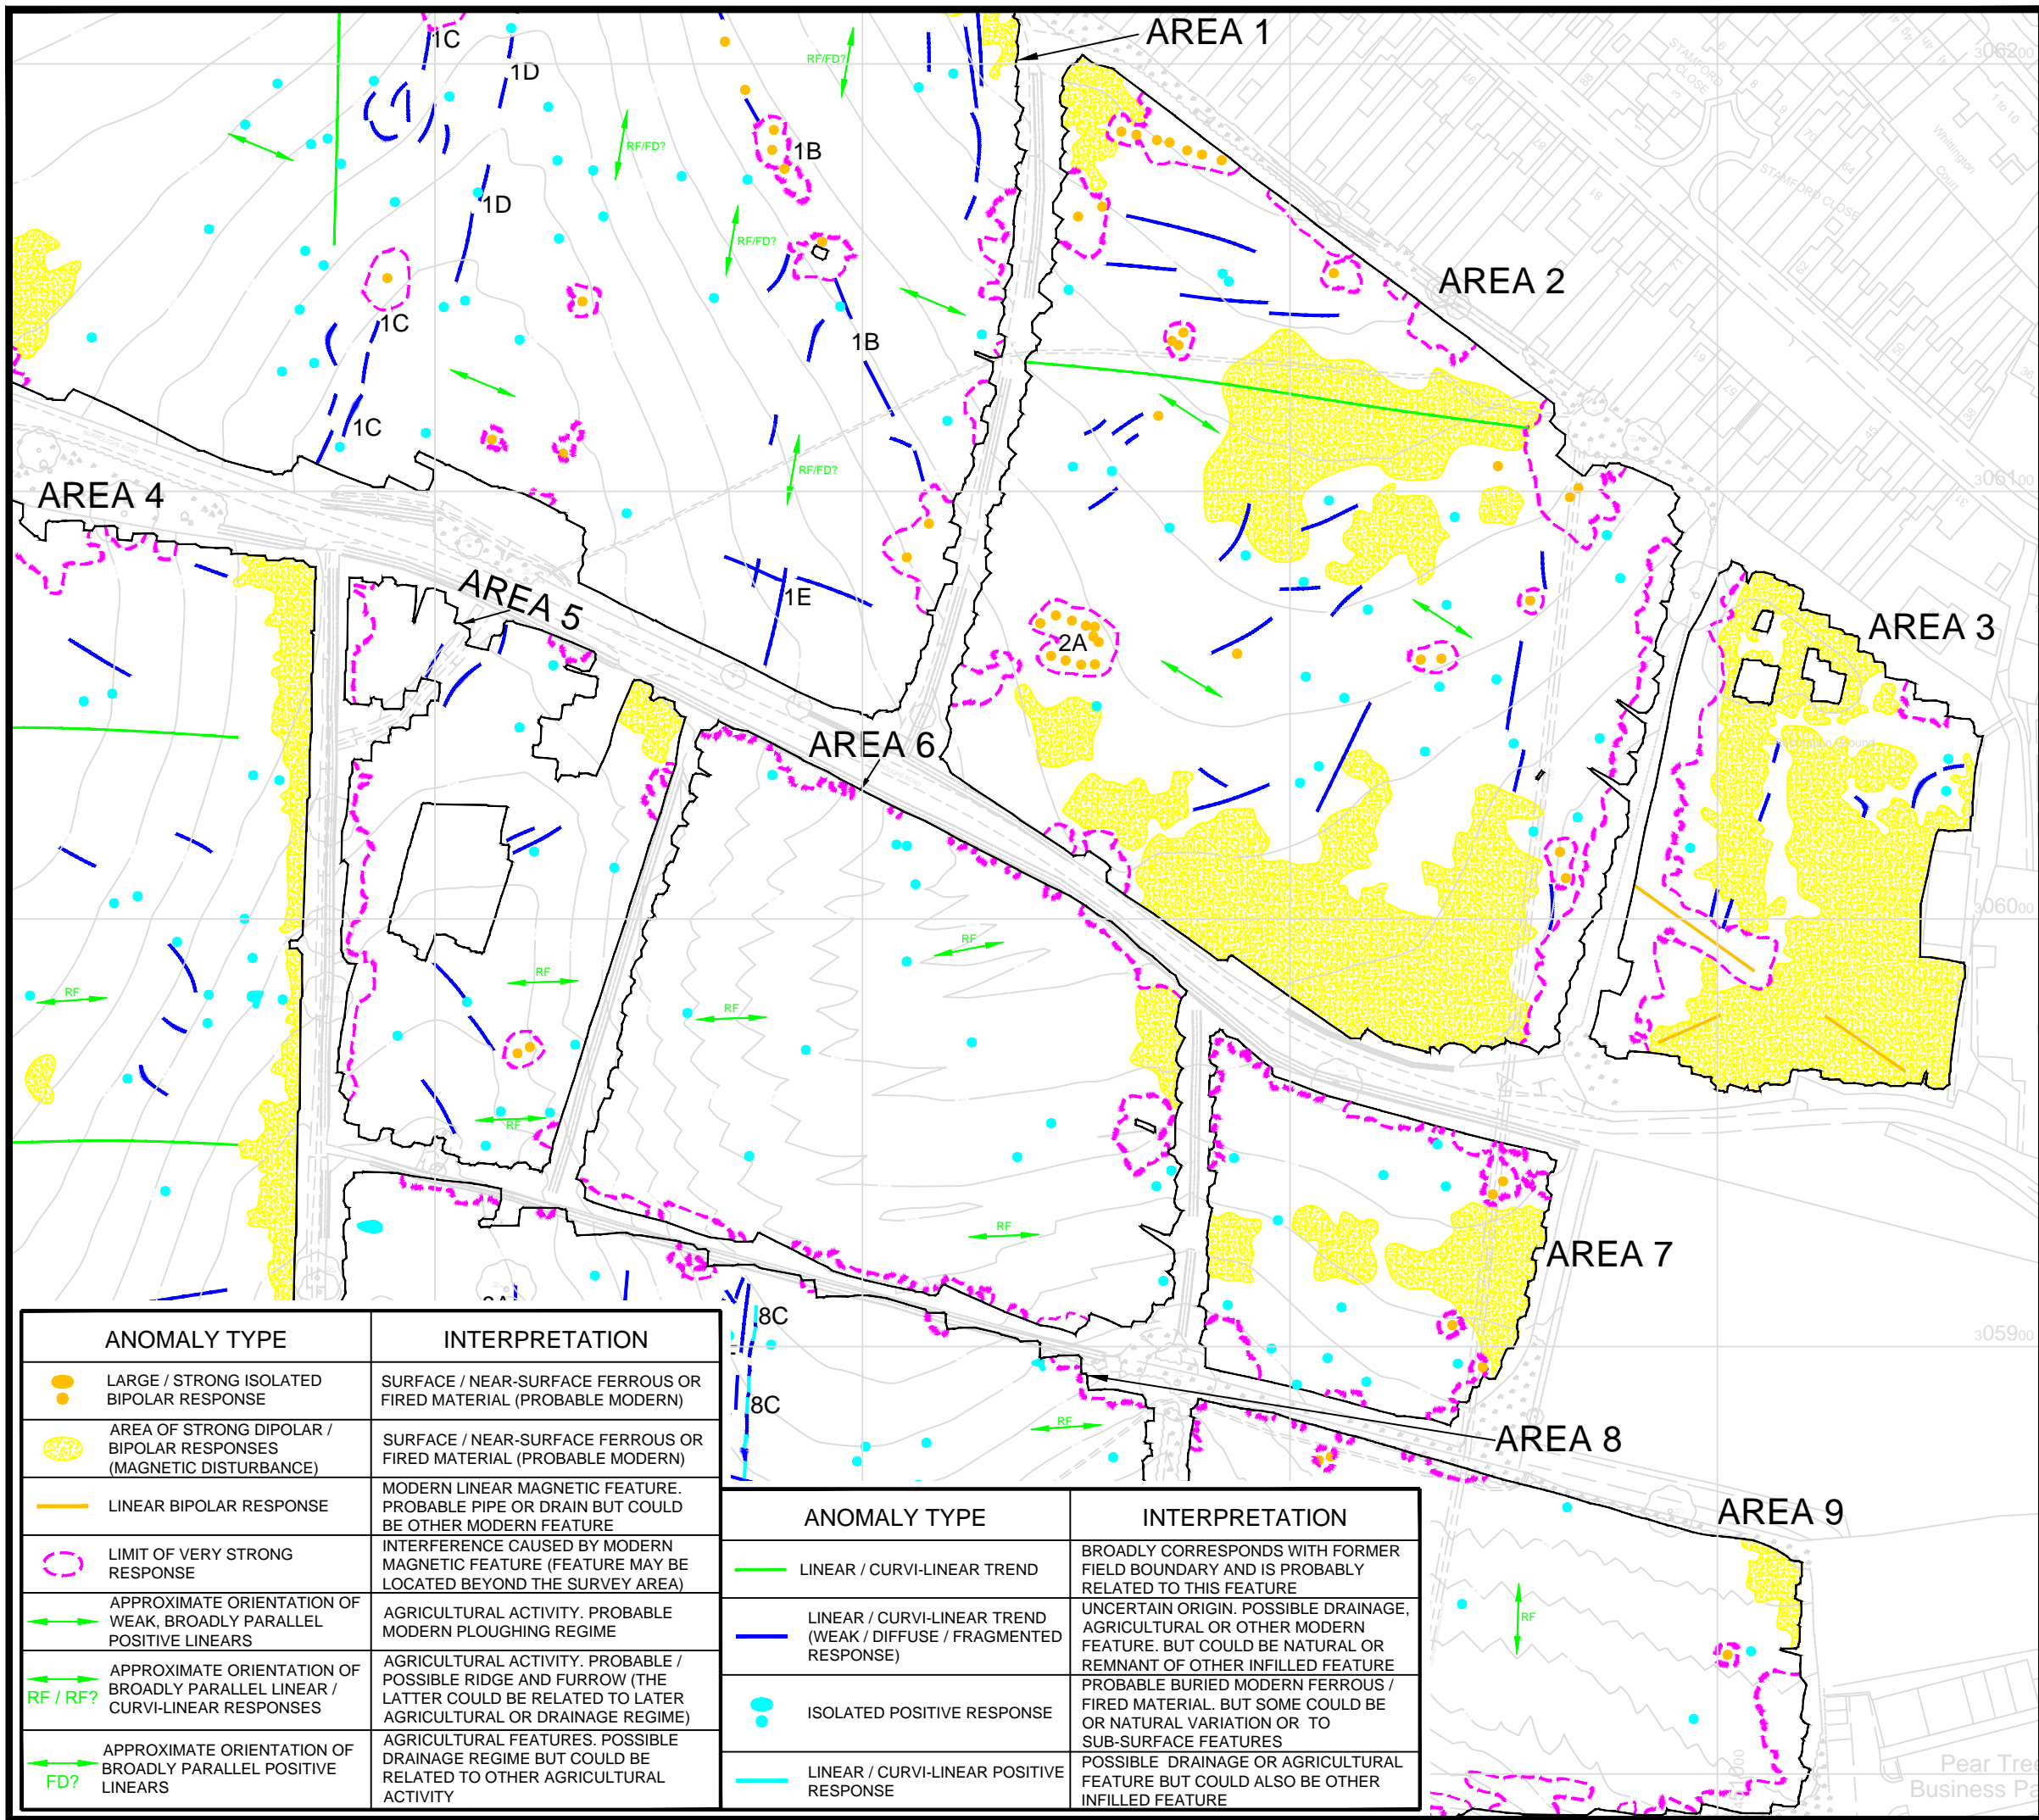 AREA 1
1C
1D
RF/FD?
STAMFORD CLOSE
306200
1 to 10
Whittington Court
1B
RF/FD?
STAMFORD CLOSE
1D
RF/FD?
AREA 2
1C
1B
1C
RF/FD?
AREA 4
306100
AREA 5
1E
2A
AREA 3
AREA 6
306000
RF
RF
RF
RF
RF
RF
AREA 7
8C
305900
8C
RF
AREA 8
AREA 9
RF
Pear Tree
Business Pa
ANOMALY TYPE
INTERPRETATION
LARGE / STRONG ISOLATED
BIPOLAR RESPONSE
SURFACE / NEAR-SURFACE FERROUS OR
FIRED MATERIAL (PROBABLE MODERN)
AREA OF STRONG DIPOLAR /
BIPOLAR RESPONSES
(MAGNETIC DISTURBANCE)
SURFACE / NEAR-SURFACE FERROUS OR
FIRED MATERIAL (PROBABLE MODERN)
LINEAR BIPOLAR RESPONSE
MODERN LINEAR MAGNETIC FEATURE.
PROBABLE PIPE OR DRAIN BUT COULD
BE OTHER MODERN FEATURE
LIMIT OF VERY STRONG
RESPONSE
INTERFERENCE CAUSED BY MODERN
MAGNETIC FEATURE (FEATURE MAY BE
LOCATED BEYOND THE SURVEY AREA)
APPROXIMATE ORIENTATION OF
WEAK, BROADLY PARALLEL
POSITIVE LINEARS
AGRICULTURAL ACTIVITY. PROBABLE
MODERN PLOUGHING REGIME
RF / RF?
APPROXIMATE ORIENTATION OF
BROADLY PARALLEL LINEAR /
CURVI-LINEAR RESPONSES
AGRICULTURAL ACTIVITY. PROBABLE /
POSSIBLE RIDGE AND FURROW (THE
LATTER COULD BE RELATED TO LATER
AGRICULTURAL OR DRAINAGE REGIME)
FD?
APPROXIMATE ORIENTATION OF
BROADLY PARALLEL POSITIVE
LINEARS
AGRICULTURAL FEATURES. POSSIBLE
DRAINAGE REGIME BUT COULD BE
RELATED TO OTHER AGRICULTURAL
ACTIVITY
ANOMALY TYPE
INTERPRETATION
LINEAR / CURVI-LINEAR TREND
BROADLY CORRESPONDS WITH FORMER
FIELD BOUNDARY AND IS PROBABLY
RELATED TO THIS FEATURE
LINEAR / CURVI-LINEAR TREND
(WEAK / DIFFUSE / FRAGMENTED
RESPONSE)
UNCERTAIN ORIGIN. POSSIBLE DRAINAGE,
AGRICULTURAL OR OTHER MODERN
FEATURE. BUT COULD BE NATURAL OR
REMNANT OF OTHER INFILLED FEATURE
ISOLATED POSITIVE RESPONSE
PROBABLE BURIED MODERN FERROUS /
FIRED MATERIAL. BUT SOME COULD BE
OR NATURAL VARIATION OR TO
SUB-SURFACE FEATURES
LINEAR / CURVI-LINEAR POSITIVE
RESPONSE
POSSIBLE DRAINAGE OR AGRICULTURAL
FEATURE BUT COULD ALSO BE OTHER
INFILLED FEATURE